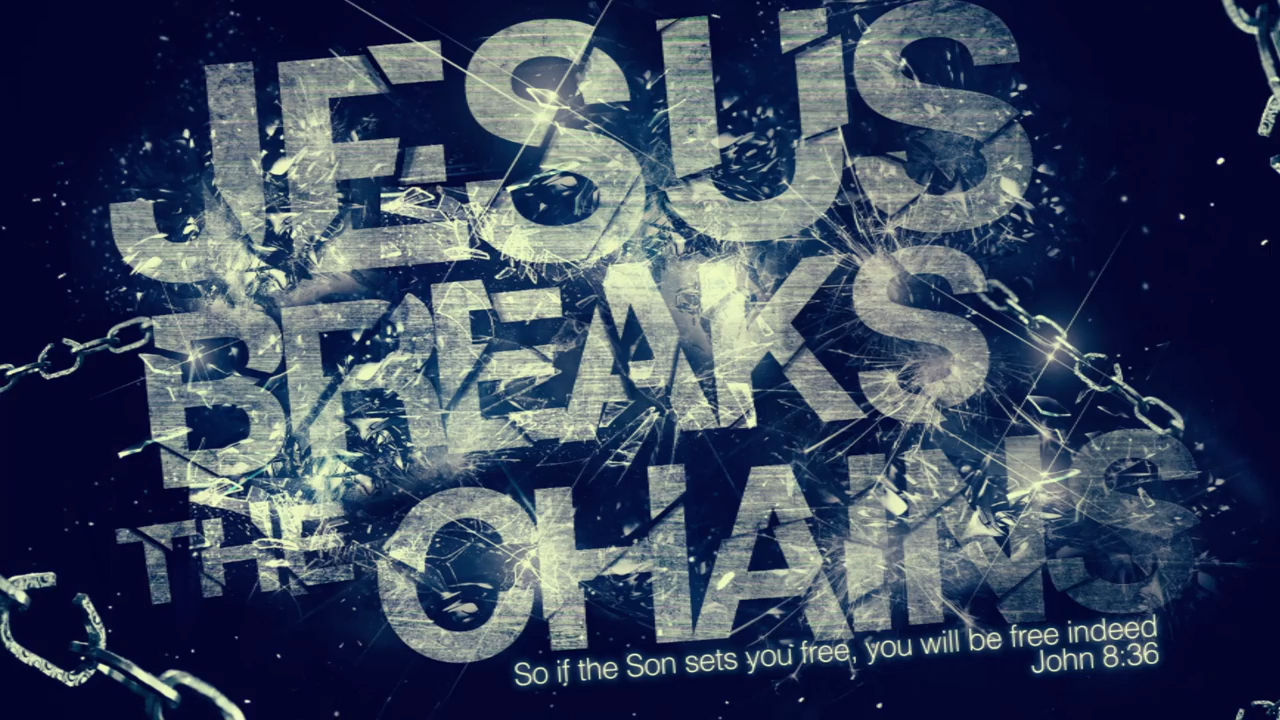 JESUS
BREAKS
THE CHAINS
So if the Son sets you free, you will be free indeed
John 8:36